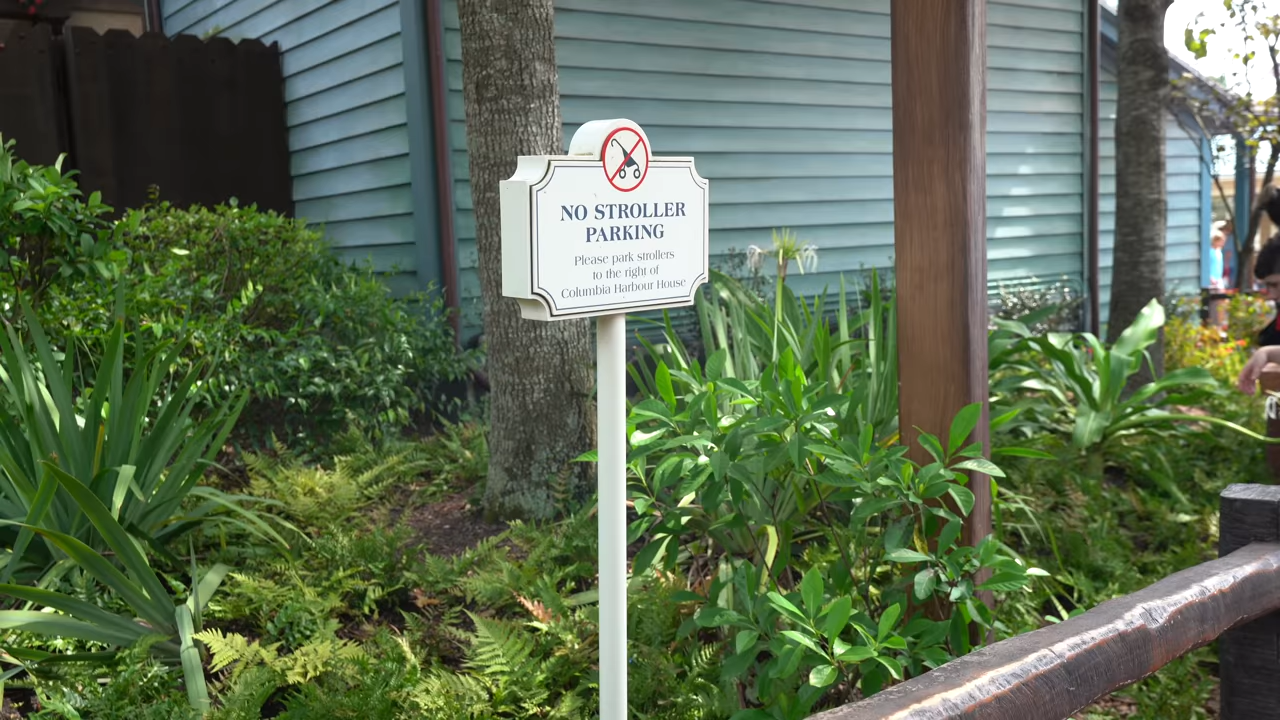 NO STROLLER
PARKING
Please park strollers
to the right of
Columbia Harbour House